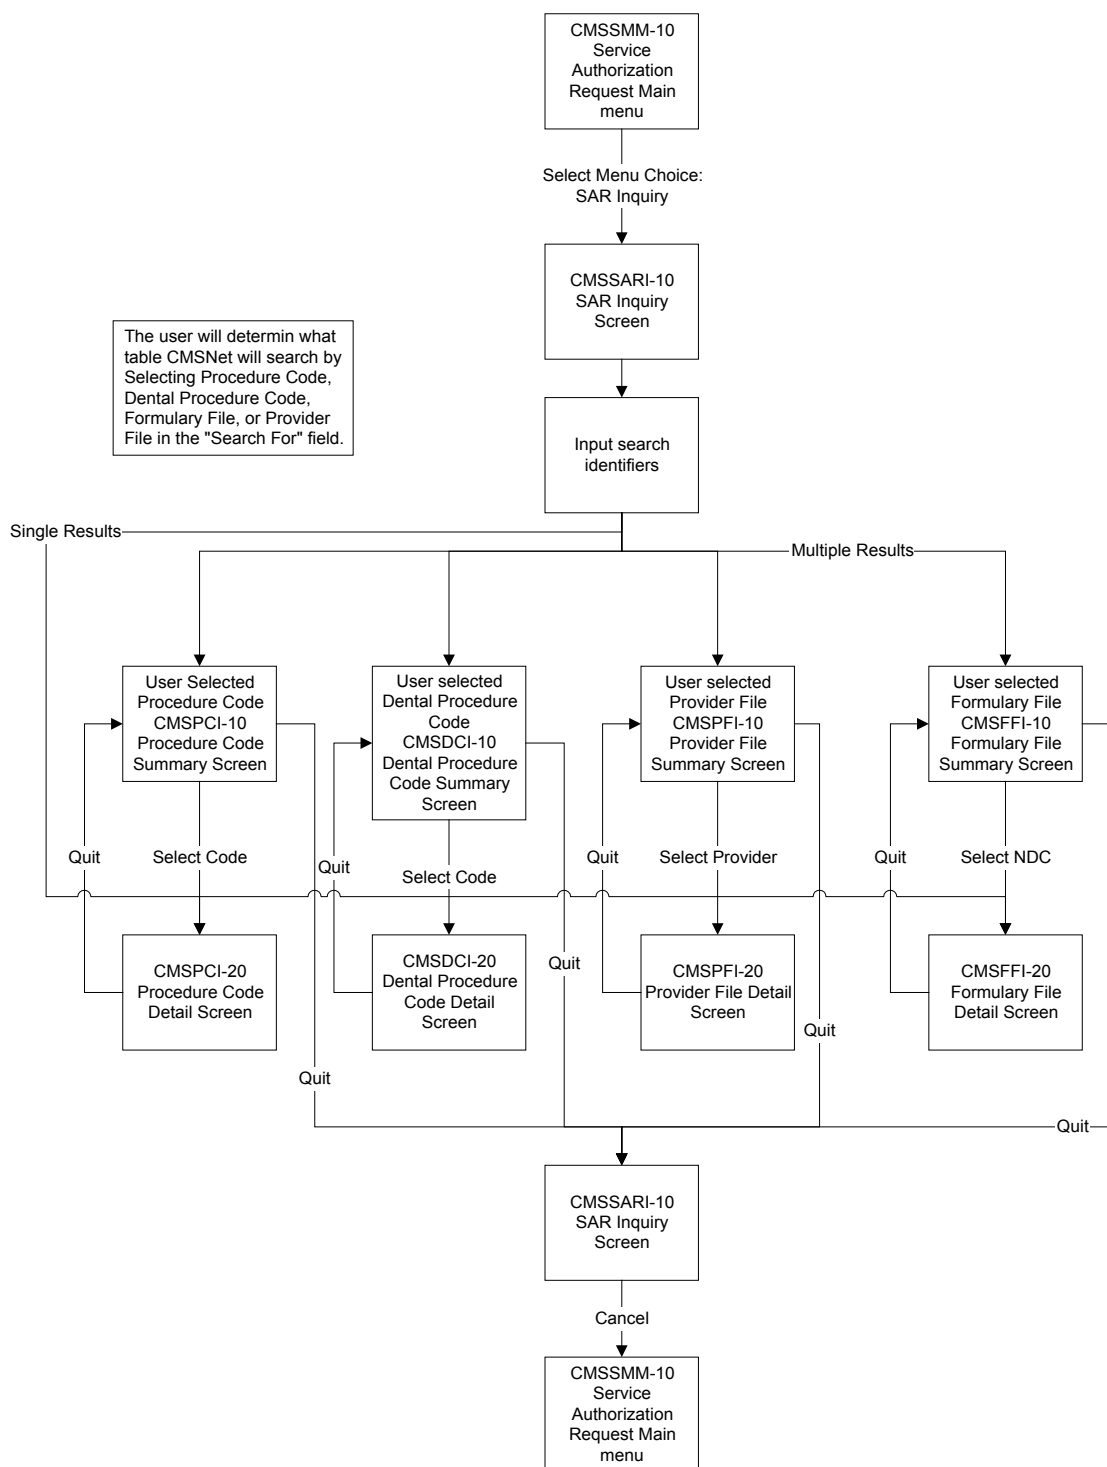 CMSSMM-10
Service
Authorization
Request Main
menu
Select Menu Choice:
SAR Inquiry
CMSSARI-10
SAR Inquiry
Screen
The user will determin what
table CMSNet will search by
Selecting Procedure Code,
Dental Procedure Code,
Formulary File, or Provider
File in the "Search For" field.
Input search
identifiers
Single Results
Multiple Results
User Selected
Procedure Code
CMSPCI-10
Procedure Code
Summary Screen
User selected
Dental Procedure
Code
CMSDCI-10
Dental Procedure
Code Summary
Screen
User selected
Provider File
CMSPFI-10
Provider File
Summary Screen
User selected
Formulary File
CMSFFI-10
Formulary File
Summary Screen
Quit
Select Code
Quit
Select Code
Quit
Select Provider
Quit
Select NDC
CMSPCI-20
Procedure Code
Detail Screen
CMSDCI-20
Dental Procedure
Code Detail
Screen
Quit
CMSPFI-20
Provider File Detail
Screen
CMSFFI-20
Formulary File
Detail Screen
Quit
Quit
Quit
CMSSARI-10
SAR Inquiry
Screen
Cancel
CMSSMM-10
Service
Authorization
Request Main
menu